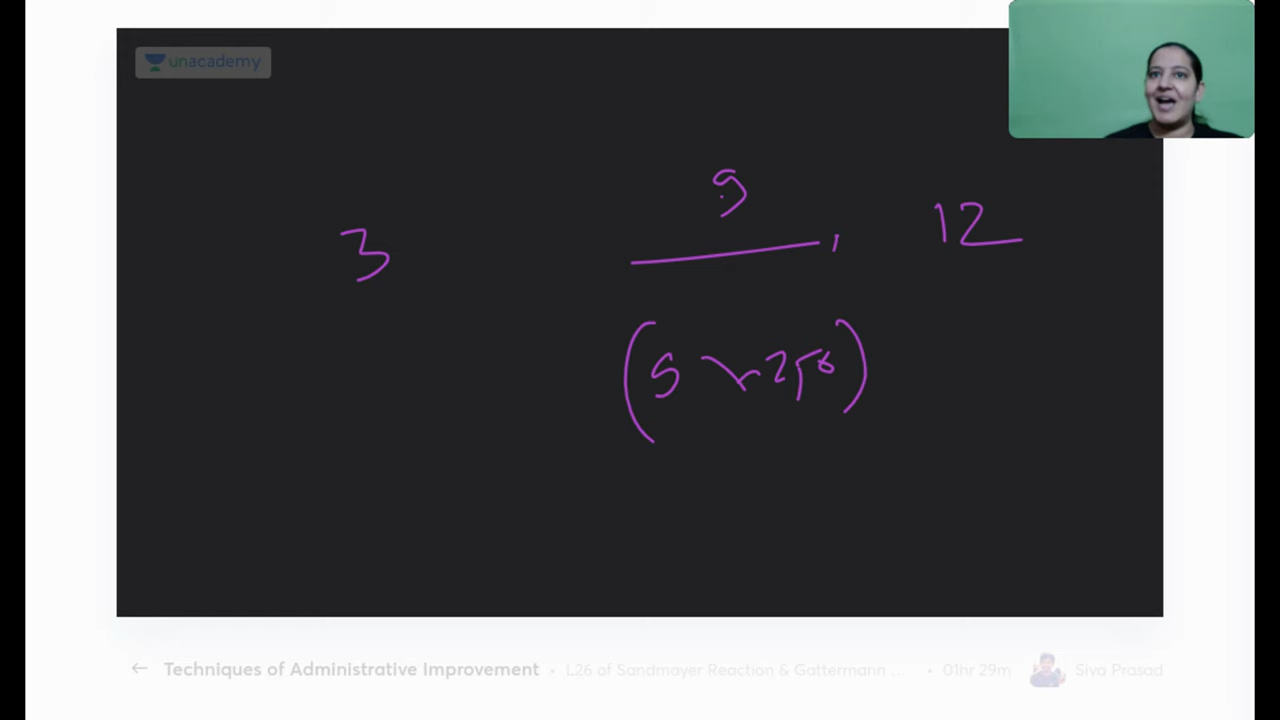 unacademy
9
3 , 12
(5 x 250)
← Techniques of Administrative Improvement • L26 of Sandmayer Reaction & Gattermann ... • 01hr 29m Siva Prasad